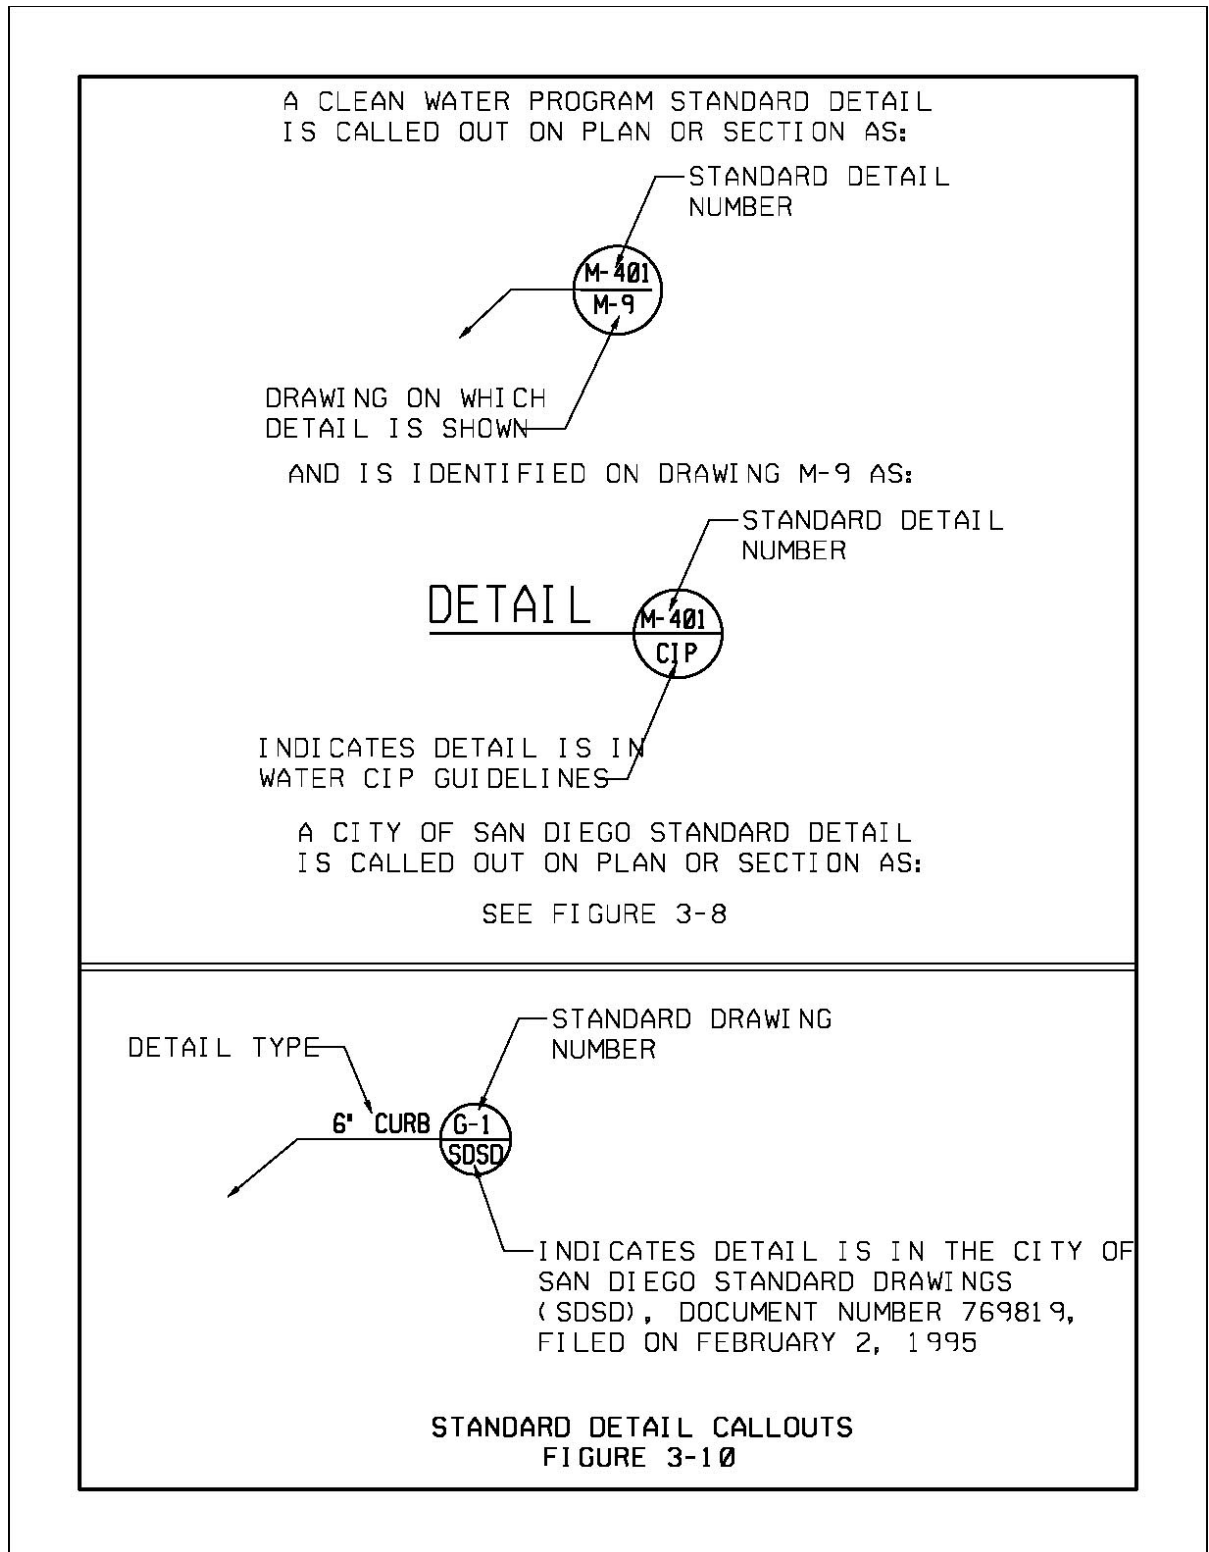 A CLEAN WATER PROGRAM STANDARD DETAIL
IS CALLED OUT ON PLAN OR SECTION AS:
STANDARD DETAIL
NUMBER
M-401
M-9
DRAWING ON WHICH
DETAIL IS SHOWN
AND IS IDENTIFIED ON DRAWING M-9 AS:
STANDARD DETAIL
NUMBER
DETAIL
M-401
CIP
INDICATES DETAIL IS IN
WATER CIP GUIDELINES
A CITY OF SAN DIEGO STANDARD DETAIL
IS CALLED OUT ON PLAN OR SECTION AS:
SEE FIGURE 3-8
STANDARD DRAWING
NUMBER
DETAIL TYPE
6" CURB
G-1
SDSD
INDICATES DETAIL IS IN THE CITY OF
SAN DIEGO STANDARD DRAWINGS
(SDSD), DOCUMENT NUMBER 769819,
FILED ON FEBRUARY 2, 1995
STANDARD DETAIL CALLOUTS
FIGURE 3-10